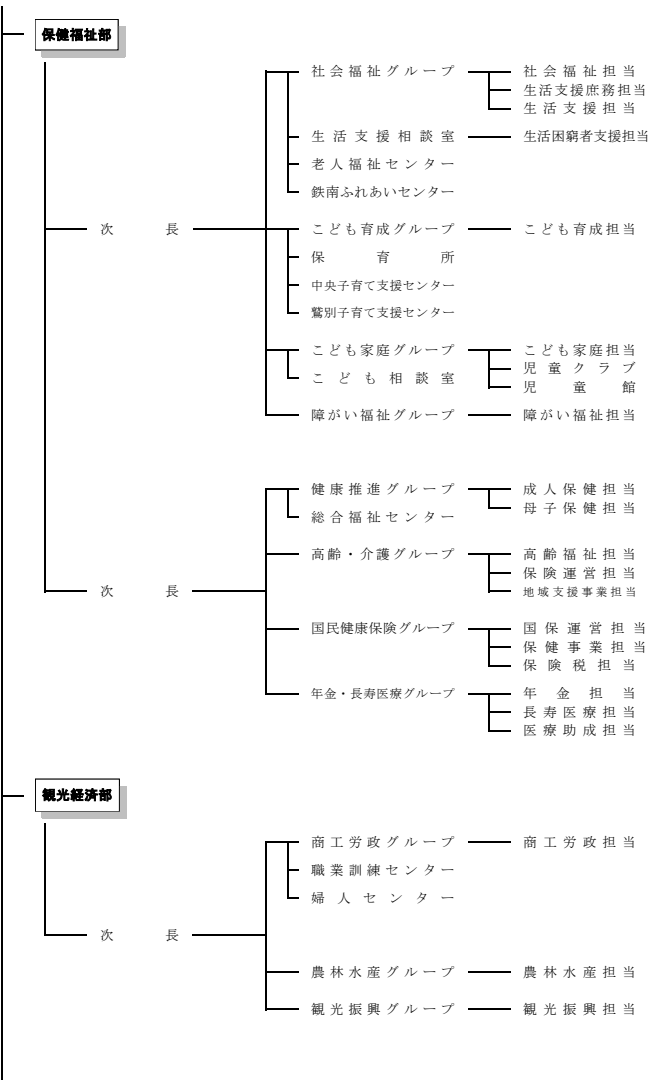 保健福祉部
社会福祉グループ 社会福祉担当
生活支援庶務担当
生活支援担当
生活支援相談室 生活困窮者支援担当
老人福祉センター
鉄南ふれあいセンター
次長 こども育成グループ こども育成担当
保育所
中央子育て支援センター
鷲別子育て支援センター
こども家庭グループ こども家庭担当
児童クラブ
こども相談室
児童館
障がい福祉グループ 障がい福祉担当
健康推進グループ 成人保健担当
母子保健担当
総合福祉センター
高齢・介護グループ 高齢福祉担当
保険運営担当
次長 地域支援事業担当
国民健康保険グループ 国保運営担当
保健事業担当
保険税担当
年金・長寿医療グループ 年金担当
長寿医療担当
医療助成担当
観光経済部
商工労政グループ 商工労政担当
職業訓練センター
婦人センター
次長
農林水産グループ 農林水産担当
観光振興グループ 観光振興担当